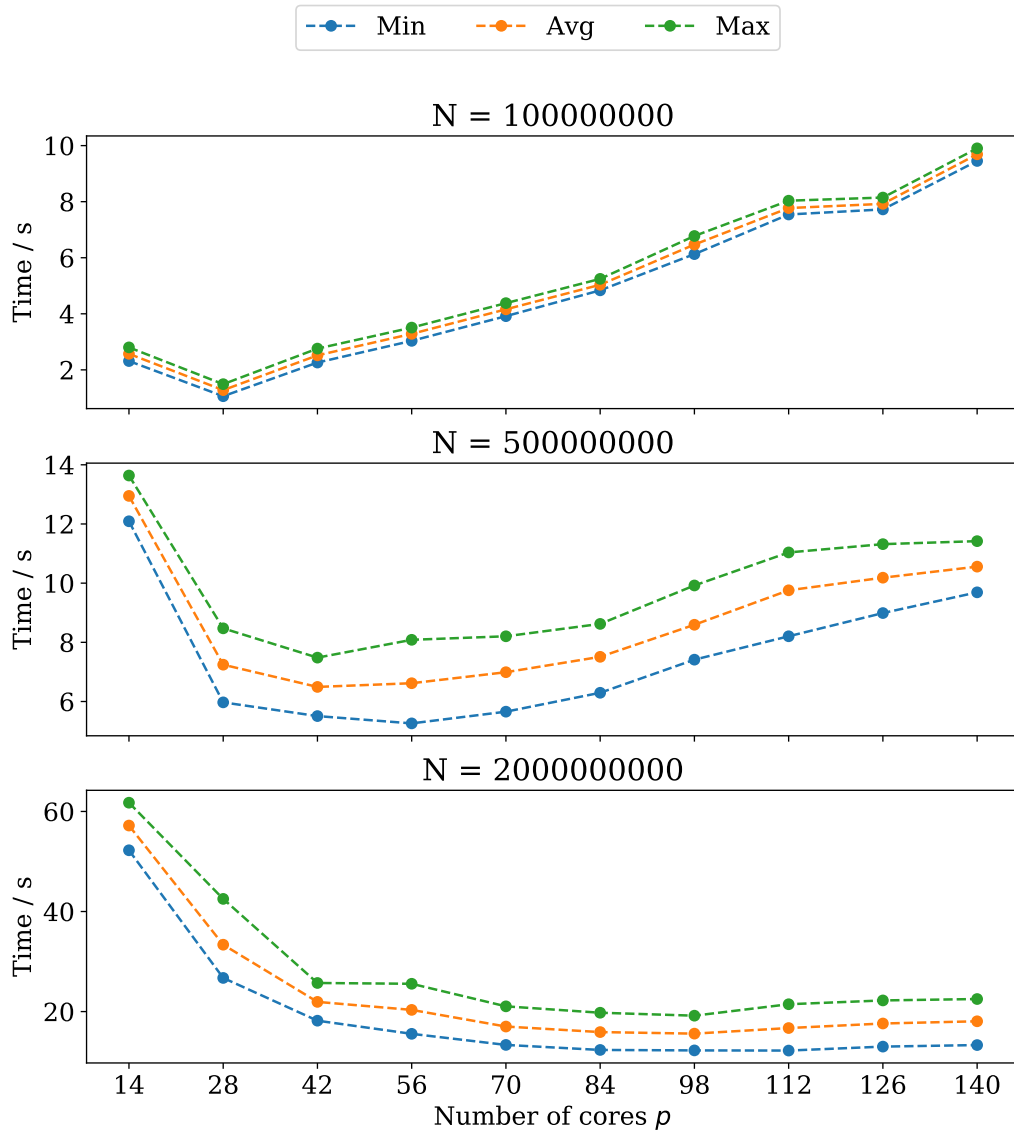 Min Avg Max
N = 100000000
10
8
6
4
2
Time / s
N = 500000000
14
12
10
8
6
Time / s
N = 2000000000
60
40
20
Time / s
14 28 42 56 70 84 98 112 126 140
Number of cores p